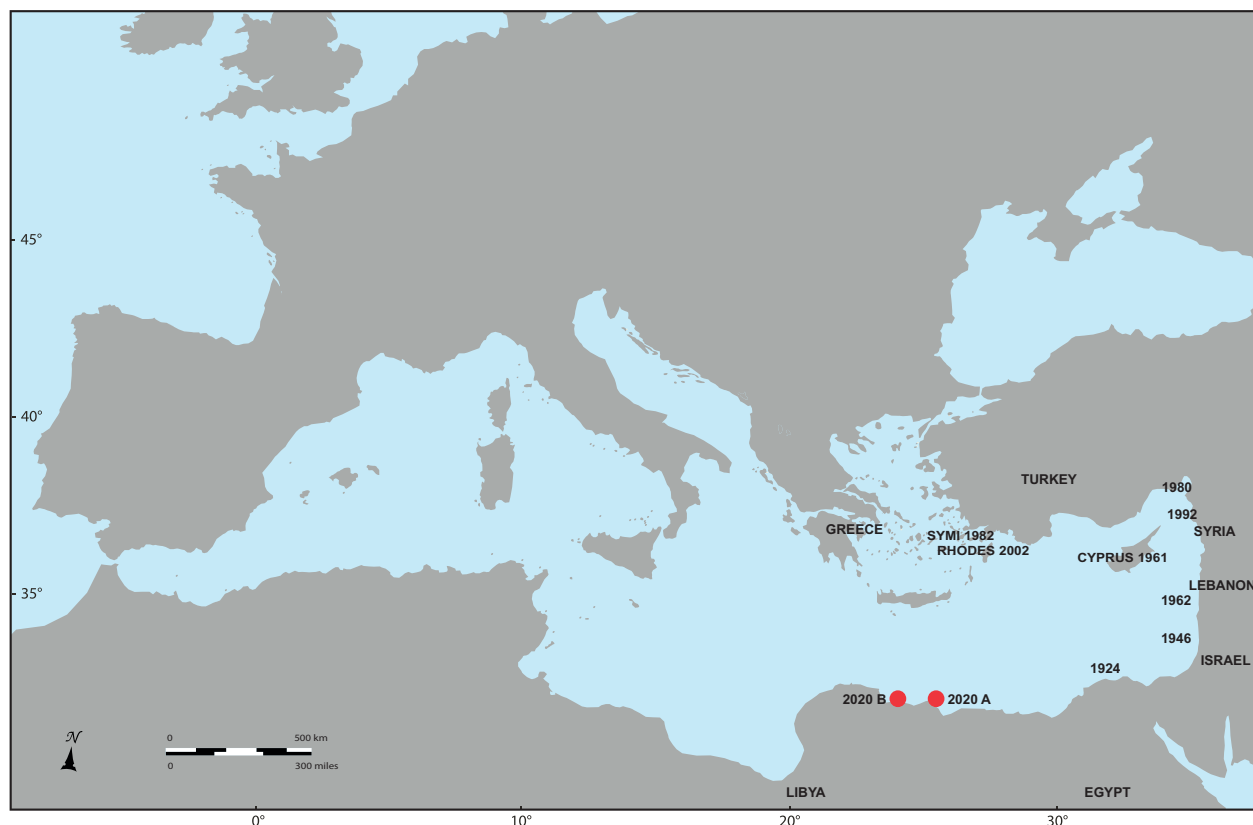 45°
40°
TURKEY
1980
1992
GREECE
SYMI 1982
SYRIA
RHODES 2002
CYPRUS 1961
35°
LEBANON
1962
1946
ISRAEL
1924
2020 B
2020 A
N
0
500 km
0
300 miles
LIBYA
EGYPT
0°
10°
20°
30°